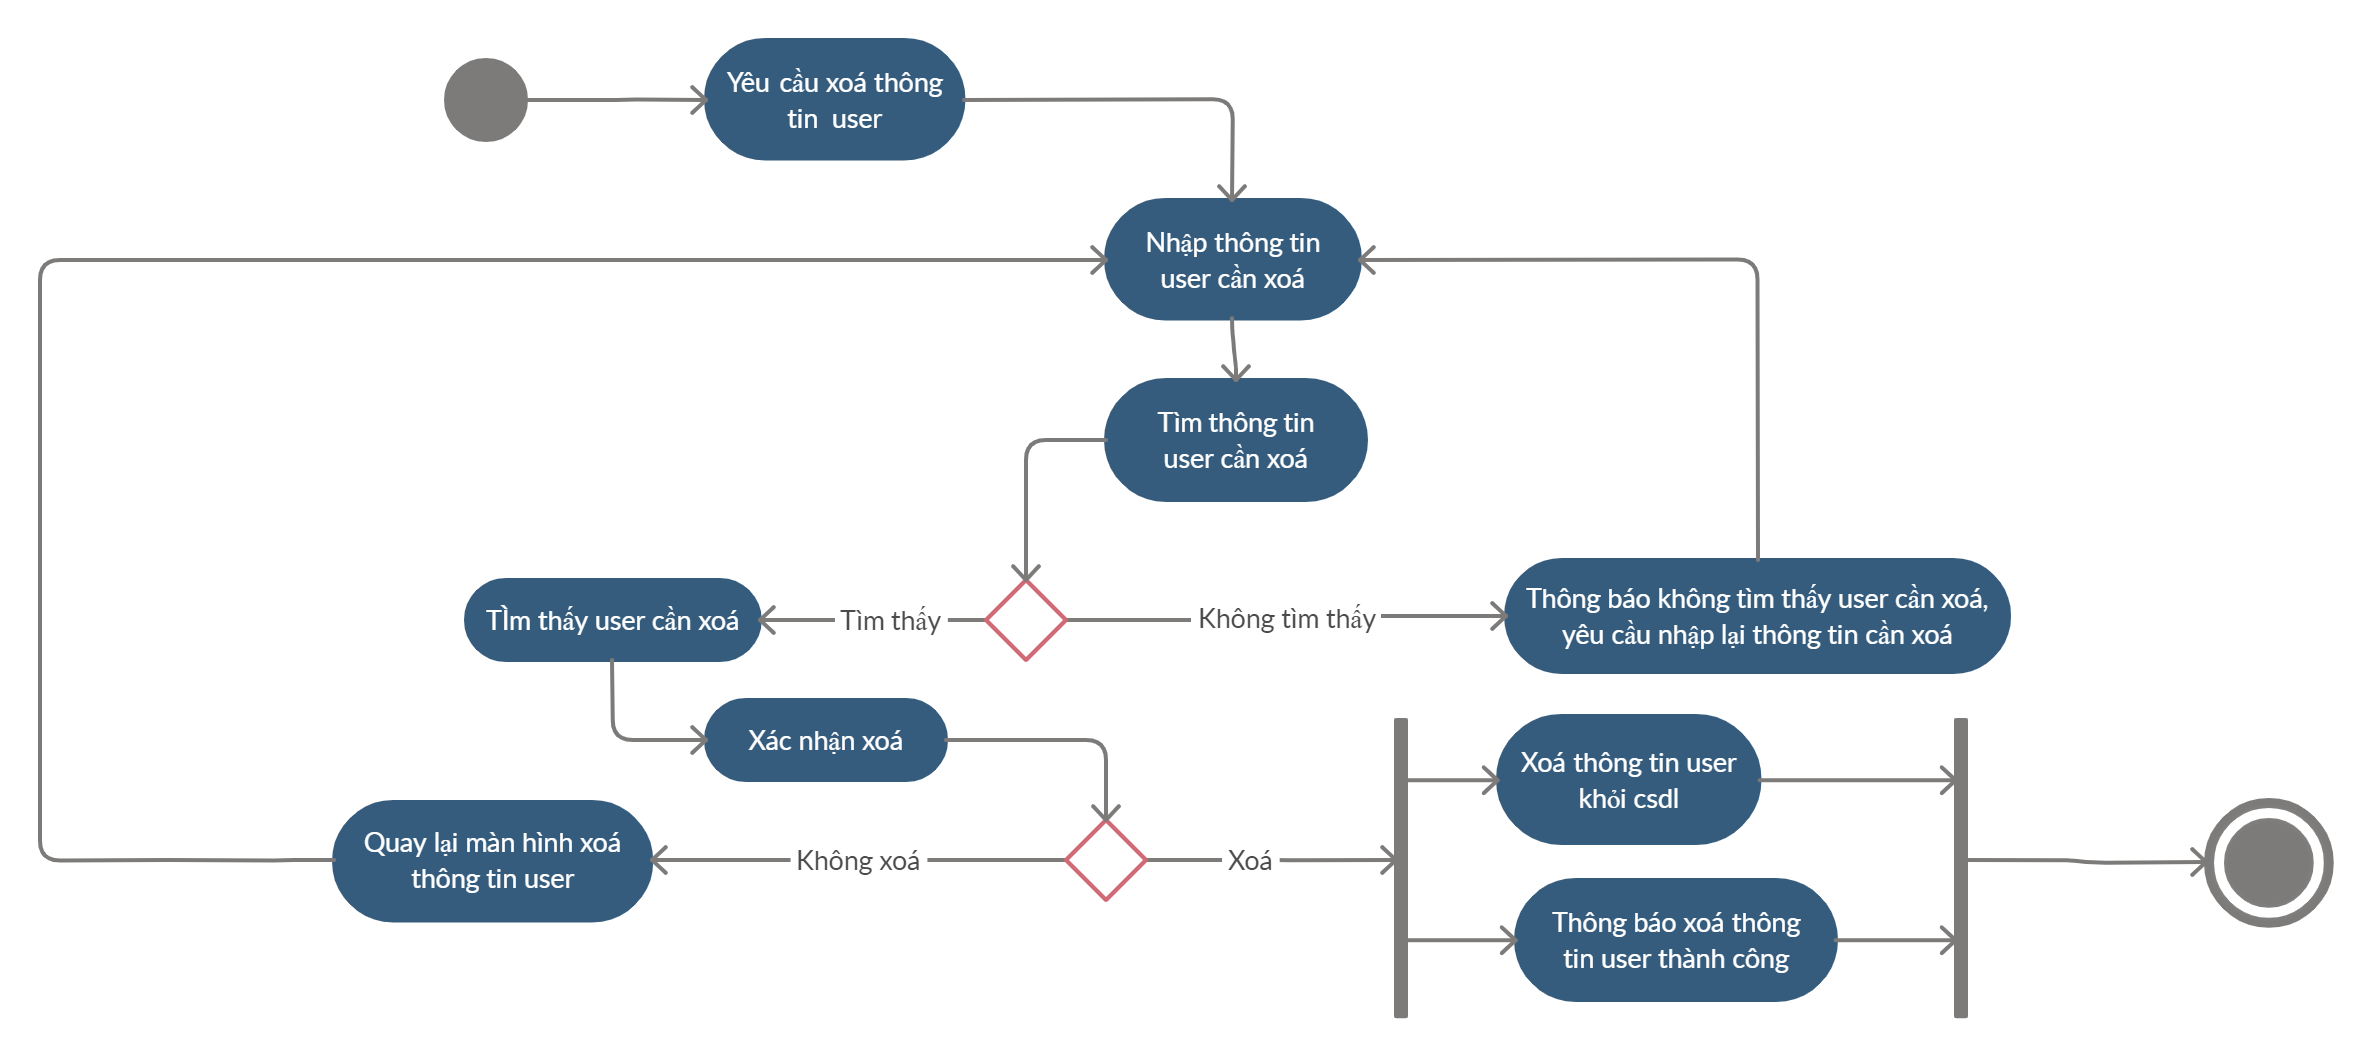 Yêu cầu xoá thông
tin user
Nhập thông tin
user cần xoá
Tìm thông tin
user cần xoá
TÌm thấy user cần xoá
Tìm thấy
Không tìm thấy
Thông báo không tìm thấy user cần xoá,
yêu cầu nhập lại thông tin cần xoá
Xác nhận xoá
Quay lại màn hình xoá
thông tin user
Không xoá
Xoá
Xoá thông tin user
khỏi csdl
Thông báo xoá thông
tin user thành công